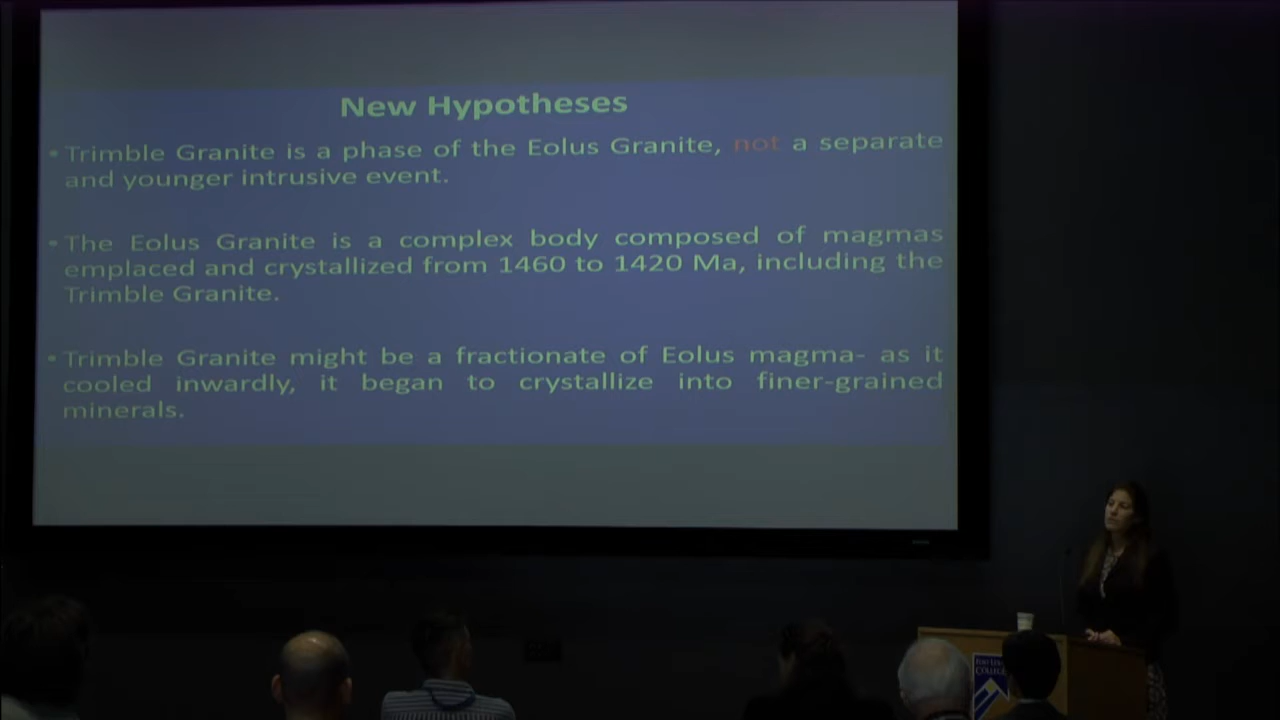 New Hypotheses
• Trimble Granite is a phase of the Eolus Granite, not a separate
and younger intrusive event.
• The Eolus Granite is a complex body composed of magmas
emplaced and crystallized from 1460 to 1420 Ma, including the
Trimble Granite.
• Trimble Granite might be a fractionate of Eolus magma- as it
cooled inwardly, it began to crystallize into finer-grained
minerals.
COLLEGE